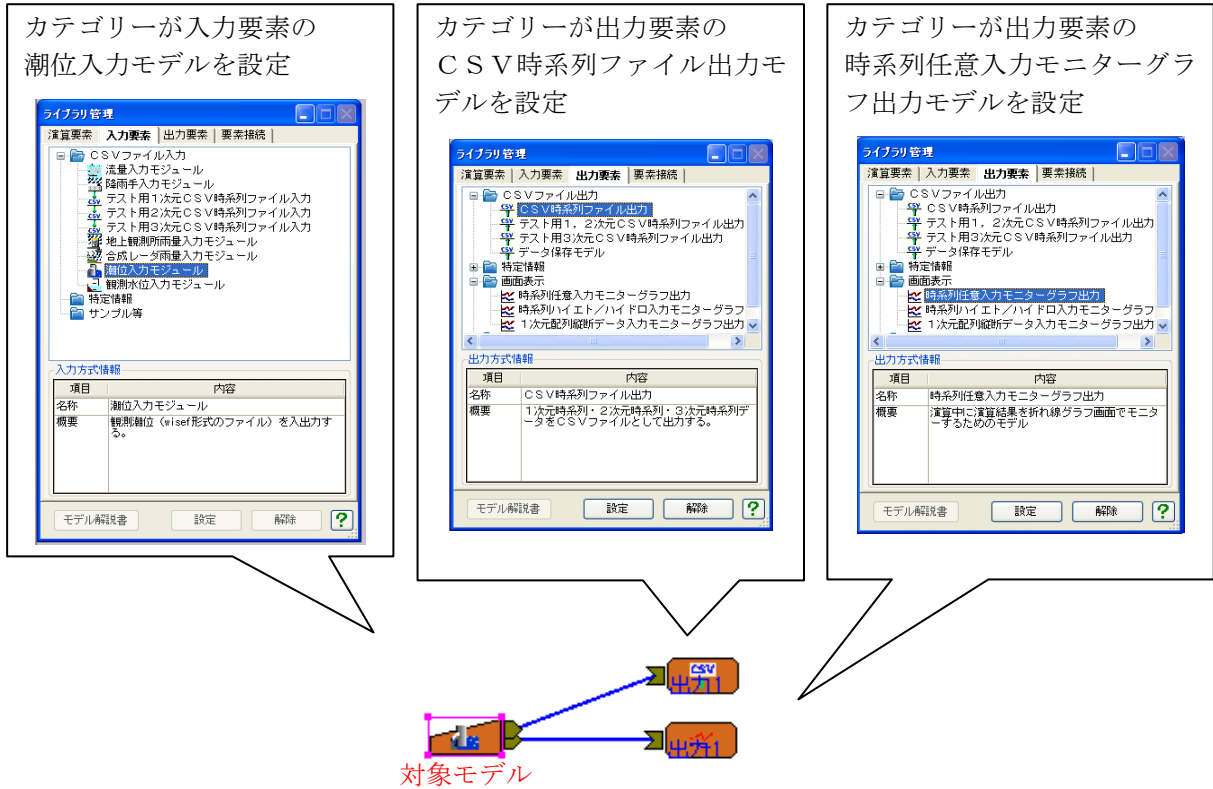 カテゴリーが入力要素の
潮位入力モデルを設定
ライブラリ管理
演算要素 入力要素 出力要素 要素接続
CSVファイル入力
流量入力モジュール
降雨手入力モジュール
テスト用1次元CSV時系列ファイル入力
テスト用2次元CSV時系列ファイル入力
テスト用3次元CSV時系列ファイル入力
地上観測所雨量入力モジュール
合成レーダ雨量入力モジュール
潮位入力モジュール
観測水位入力モジュール
特定情報
サンプル等
入力方式情報
項目 内容
名称 潮位入力モジュール
概要 観測潮位（wisef形式のファイル）を入出力す
る。
モデル解説書 設定 解除 ?
カテゴリーが出力要素の
ＣＳＶ時系列ファイル出力モ
デルを設定
ライブラリ管理
演算要素 入力要素 出力要素 要素接続
CSVファイル出力
CSV時系列ファイル出力
テスト用1，2次元CSV時系列ファイル出力
テスト用3次元CSV時系列ファイル出力
データ保存モデル
特定情報
画面表示
時系列任意入力モニターグラフ出力
時系列ハイエト/ハイドロ入力モニターグラフ
1次元配列縦断データ入力モニターグラフ出力
出力方式情報
項目 内容
名称 CSV時系列ファイル出力
概要 1次元時系列・2次元時系列・3次元時系列デ
ータをCSVファイルとして出力する。
モデル解説書 設定 解除 ?
カテゴリーが出力要素の
時系列任意入力モニターグラ
フ出力モデルを設定
ライブラリ管理
演算要素 入力要素 出力要素 要素接続
CSVファイル出力
CSV時系列ファイル出力
テスト用1，2次元CSV時系列ファイル出力
テスト用3次元CSV時系列ファイル出力
データ保存モデル
特定情報
画面表示
時系列任意入力モニターグラフ出力
時系列ハイエト/ハイドロ入力モニターグラフ
1次元配列縦断データ入力モニターグラフ出力
出力方式情報
項目 内容
名称 時系列任意入力モニターグラフ出力
概要 演算中に演算結果を折れ線グラフ画面でモニタ
ーするためのモデル
モデル解説書 設定 解除 ?
CSV
出力1
出力1
対象モデル